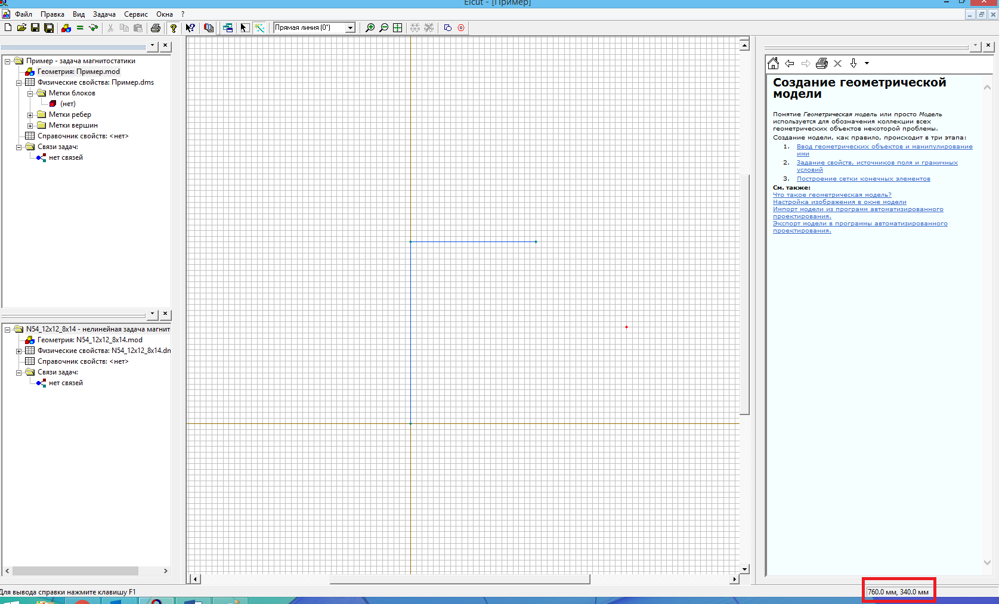 Elcut - [Пример]
Файл Правка Вид Задача Сервис Окна ?
Прямая линия (0°)
Пример - задача магнитостатики
Геометрия: Пример.mod
Физические свойства: Пример.dms
Метки блоков
(нет)
Метки ребер
Метки вершин
Справочник свойств: <нет>
Связи задач:
нет связей
N54_12x12_8x14 - нелинейная задача магнит
Геометрия: N54_12x12_8x14.mod
Физические свойства: N54_12x12_8x14.dn
Справочник свойств: <нет>
Связи задач:
нет связей
Создание геометрической
модели
Понятие Геометрическая модель или просто Модель
используется для обозначения коллекции всех
геометрических объектов некоторой проблемы.
Создание модели, как правило, происходит в три этапа:
1. Ввод геометрических объектов и манипулирование
ими
2. Задание свойств, источников поля и граничных
условий
3. Построение сетки конечных элементов
См. также:
Что такое геометрическая модель?
Настройка изображения в окне модели
Импорт модели из программ автоматизированного
проектирования.
Экспорт модели в программы автоматизированного
проектирования.
Для вывода справки нажмите клавишу F1
760.0 мм, 340.0 мм